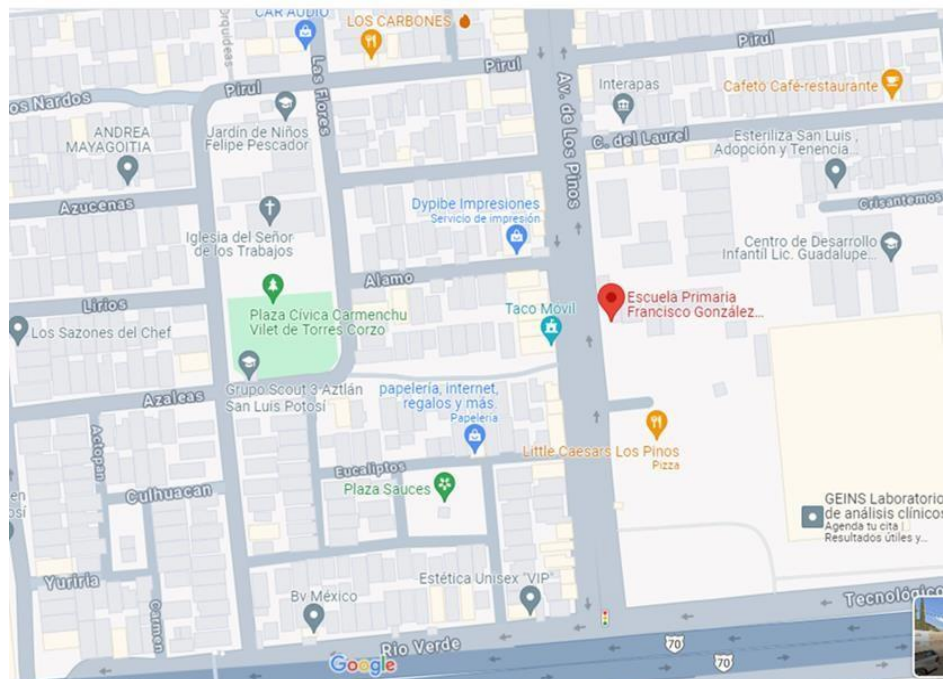 CAR AUDIO
LOS CARBONES
Pirul
Pirul
Pirul
Las Flores
Av. de Los Pinos
Interapas
Cafeto Café-restaurante
os Nardos
ANDREA
MAYAGOITIA
Jardín de Niños
Felipe Pescador
C. del Laurel
Esteriliza San Luis ,
Adopción y Tenencia...
Azucenas
Crisantemos
Dypibe Impresiones
Servicio de impresión
Iglesia del Señor
de los Trabajos
Centro de Desarrollo
Infantil Lic. Guadalupe...
Alamo
Lirios
Plaza Cívica Carmenchu
Vilet de Torres Corzo
Taco Móvil
Escuela Primaria
Francisco González...
Los Sazones del Chef
Grupo Scout 3 Aztlán
San Luis Potosí
Azaleas
papelería, internet,
regalos y más.
Papelería
Little Caesars Los Pinos
Pizza
Actopan
Eucaliptos
Plaza Sauces
Culhuacan
GEINS Laboratorio
de análisis clínicos
Agenda tu cita |
Resultados útiles y...
Yuriria
Carmen
Bv México
Estética Unisex "VIP"
Tecnológico
Rio Verde
70
70
Google